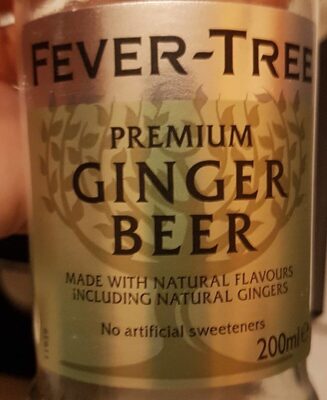 FEVER-TREE
PREMIUM
GINGER
BEER
MADE WITH NATURAL FLAVOURS
INCLUDING NATURAL GINGERS
No artificial sweeteners
200ml e